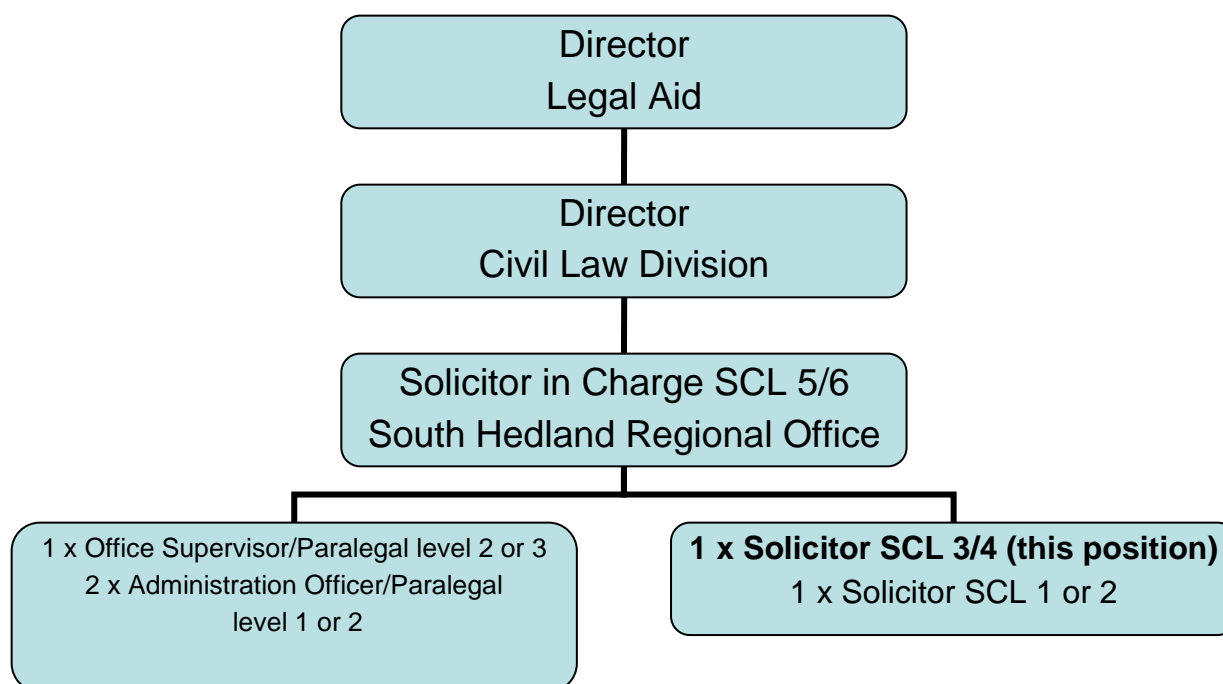 Director
Legal Aid
Director
Civil Law Division
Solicitor in Charge SCL 5/6
South Hedland Regional Office
1 x Office Supervisor/Paralegal level 2 or 3
2 x Administration Officer/Paralegal
level 1 or 2
1 x Solicitor SCL 3/4 (this position)
1 x Solicitor SCL 1 or 2